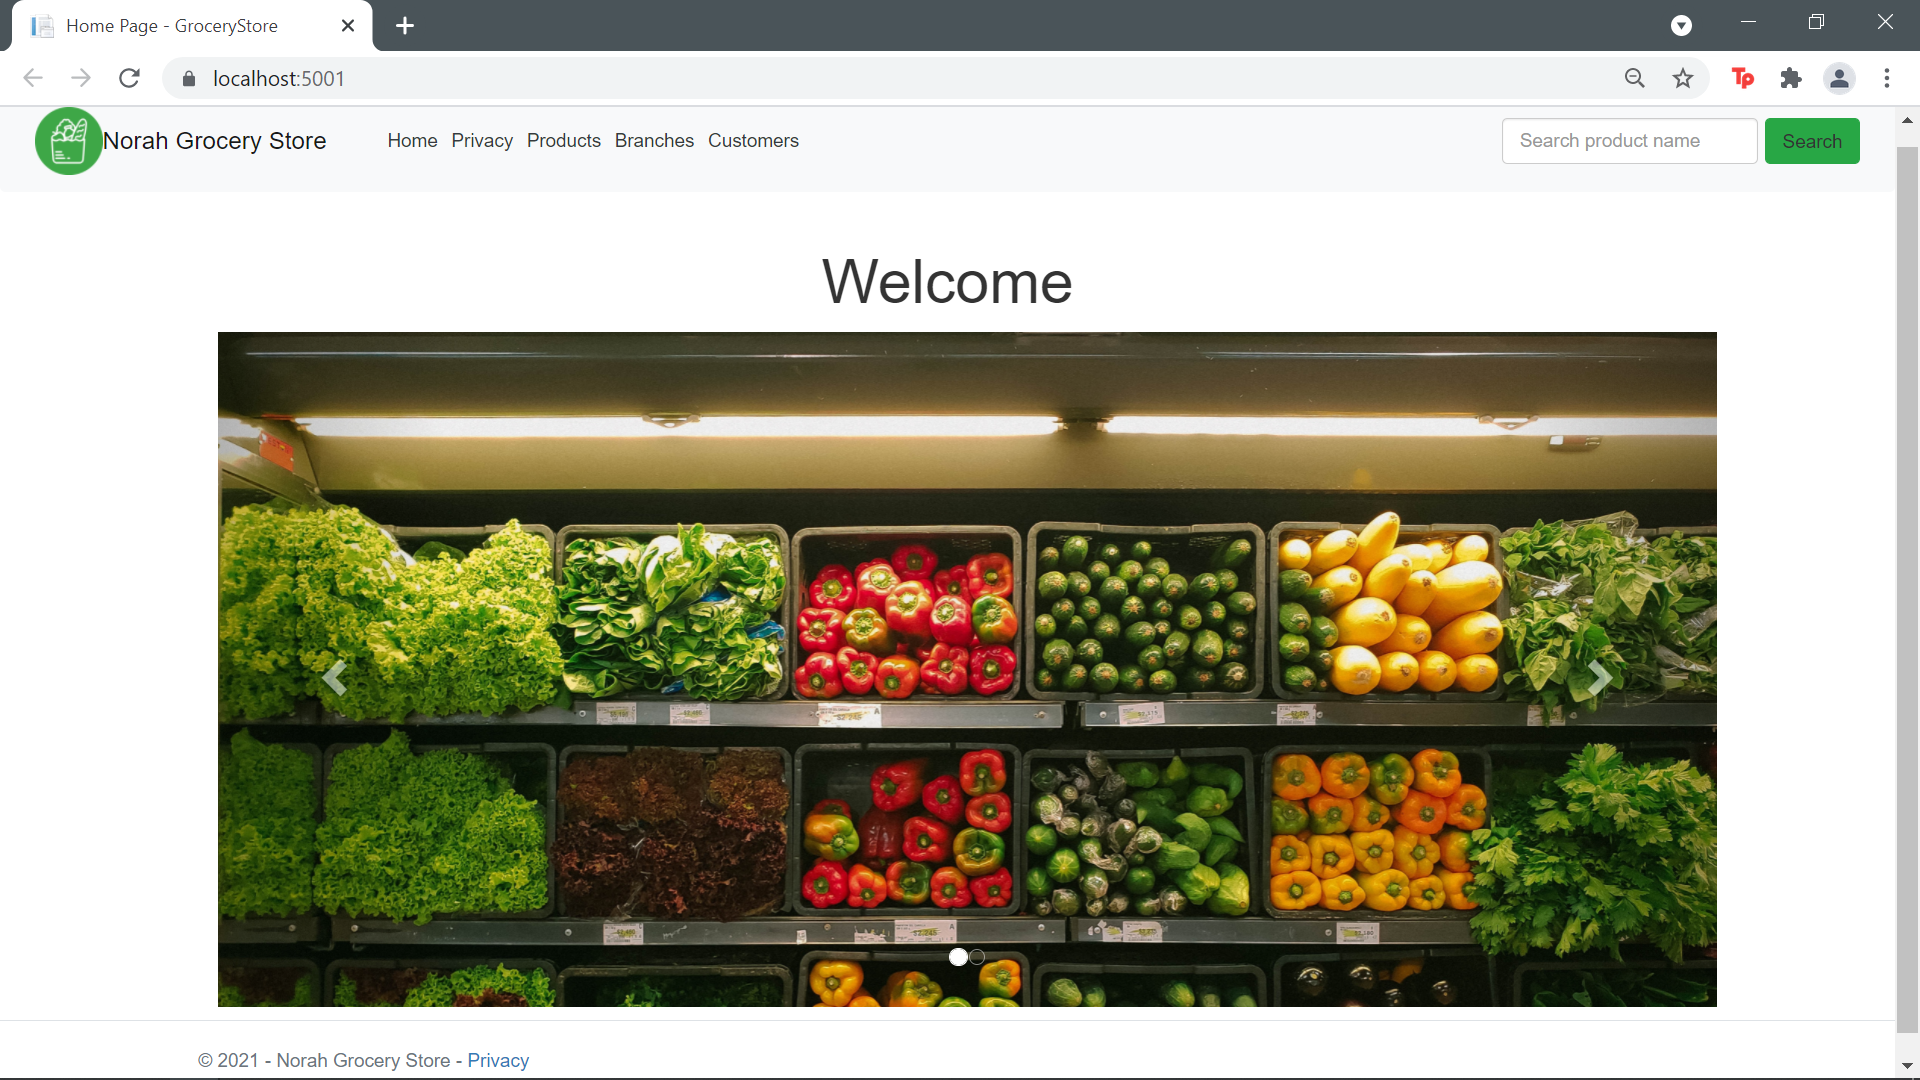 Home Page - GroceryStore
localhost:5001
Tp
Norah Grocery Store
Home Privacy Products Branches Customers
Search product name
Search
Welcome
© 2021 - Norah Grocery Store - Privacy